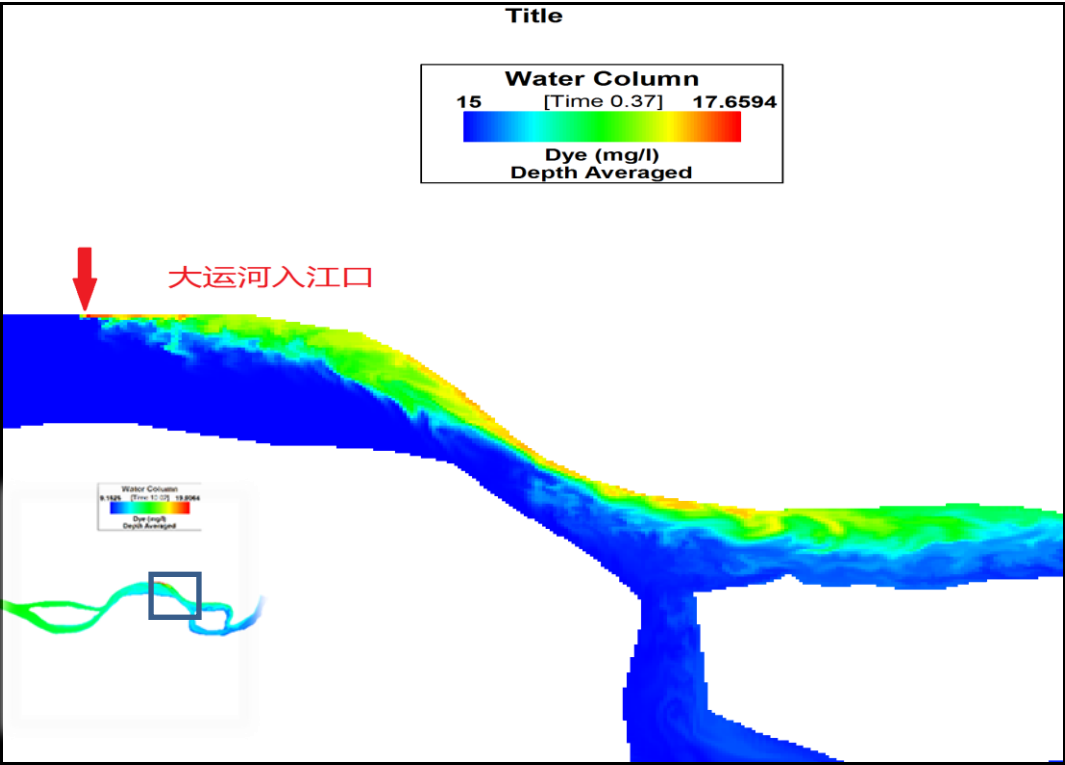 Title
Water Column
15 [Time 0.37] 17.6594
Dye (mg/l)
Depth Averaged
大运河入江口
Water Column
Dye (mg/l)
Depth Averaged